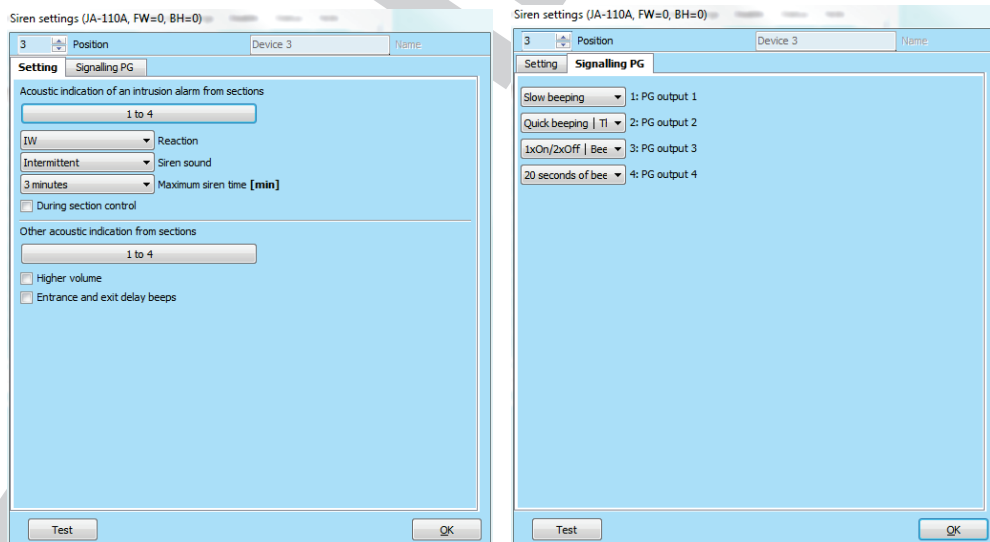 Siren settings (JA-110A, FW=0, BH=0)
3 Position Device 3 Name
Setting Signalling PG
Acoustic indication of an intrusion alarm from sections
1 to 4
IW Reaction
Intermittent Siren sound
3 minutes Maximum siren time [min]
During section control
Other acoustic indication from sections
1 to 4
Higher volume
Entrance and exit delay beeps
Test OK
Siren settings (JA-110A, FW=0, BH=0)
3 Position Device 3 Name
Setting Signalling PG
Slow beeping 1: PG output 1
Quick beeping | Tl 2: PG output 2
1xOn/2xOff | Bee 3: PG output 3
20 seconds of bee 4: PG output 4
Test OK